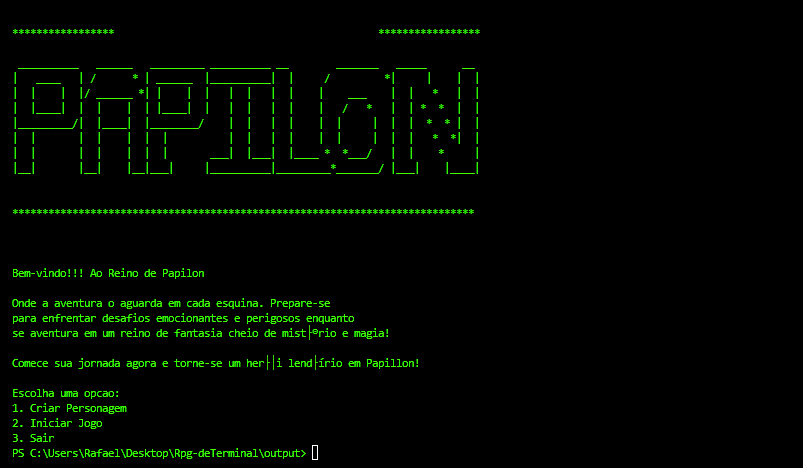 *****************                                            *****************
PAPILON
*****************************************************************************
Bem-vindo!!! Ao Reino de Papilon
Onde a aventura o aguarda em cada esquina. Prepare-se
para enfrentar desafios emocionantes e perigosos enquanto
se aventura em um reino de fantasia cheio de mist├®rio e magia!
Comece sua jornada agora e torne-se um her├│i lend├írio em Papillon!
Escolha uma opcao:
1. Criar Personagem
2. Iniciar Jogo
3. Sair
PS C:\Users\Rafael\Desktop\Rpg-deTerminal\output>